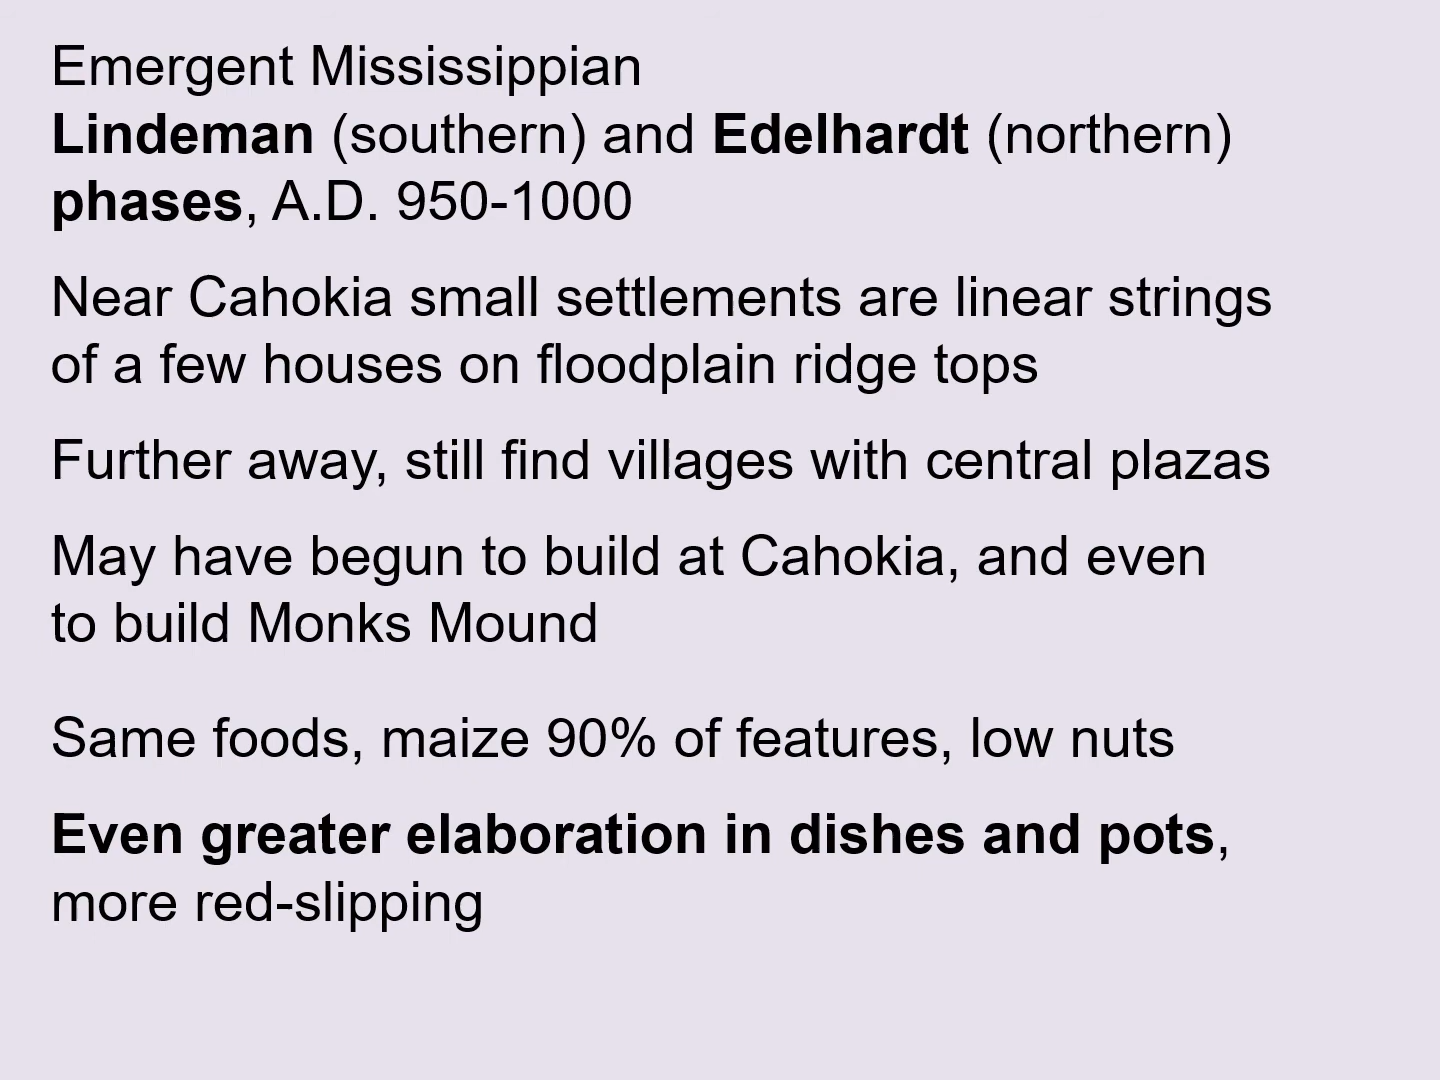 Emergent Mississippian
Lindeman (southern) and Edelhardt (northern)
phases, A.D. 950-1000
Near Cahokia small settlements are linear strings
of a few houses on floodplain ridge tops
Further away, still find villages with central plazas
May have begun to build at Cahokia, and even
to build Monks Mound
Same foods, maize 90% of features, low nuts
Even greater elaboration in dishes and pots,
more red-slipping